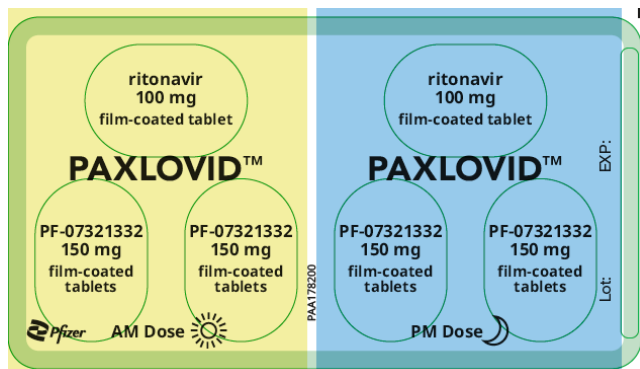 ritonavir
100 mg
film-coated tablet
PAXLOVID™
PF-07321332
150 mg
film-coated
tablets
PF-07321332
150 mg
film-coated
tablets
Pfizer
AM Dose
PAA178200
ritonavir
100 mg
film-coated tablet
PAXLOVID™
PF-07321332
150 mg
film-coated
tablets
PF-07321332
150 mg
film-coated
tablets
PM Dose
EXP:
Lot: